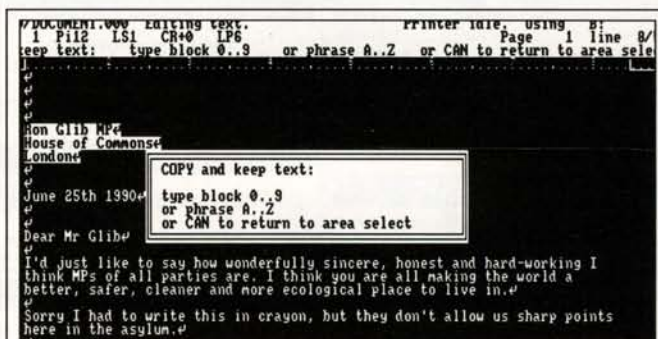 /DOCUMENT.000 Editing text. Printer idle. Using B:
1 Pi12 LS1 CR+0 LP6 Page 1 line 8/
eep text: type block 0..9 or phrase A..Z or CAN to return to area sele
Ron Glib MP
House of Commons
London
COPY and keep text:
type block 0..9
or phrase A..Z
or CAN to return to area select
June 25th 1990
Dear Mr Glib
I'd just like to say how wonderfully sincere, honest and hard-working I
think MPs of all parties are. I think you are all making the world a
better, safer, cleaner and more ecological place to live in.
Sorry I had to write this in crayon, but they don't allow us sharp points
here in the asylum.